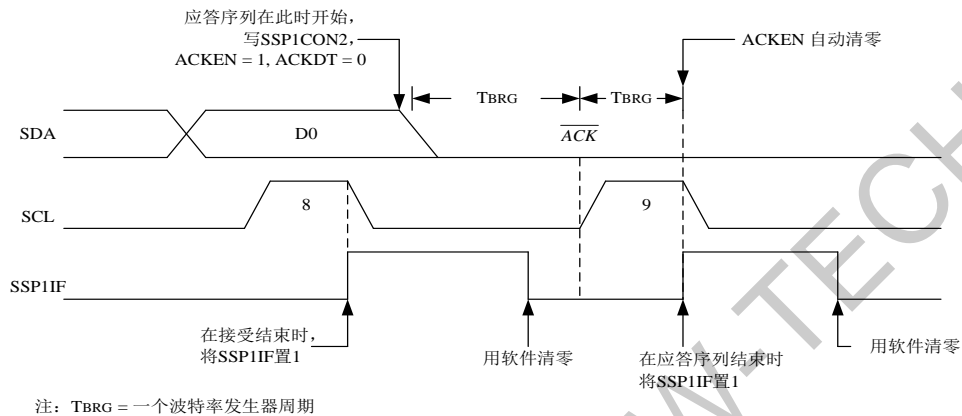 应答序列在此时开始，
写SSP1CON2，
ACKEN = 1, ACKDT = 0
ACKEN 自动清零
TBRG
TBRG
SDA
D0
ACK
SCL
8
9
SSP1IF
在接受结束时，
将SSP1IF置1
用软件清零
在应答序列结束时
将SSP1IF置1
用软件清零
注：TBRG = 一个波特率发生器周期
W-TECH